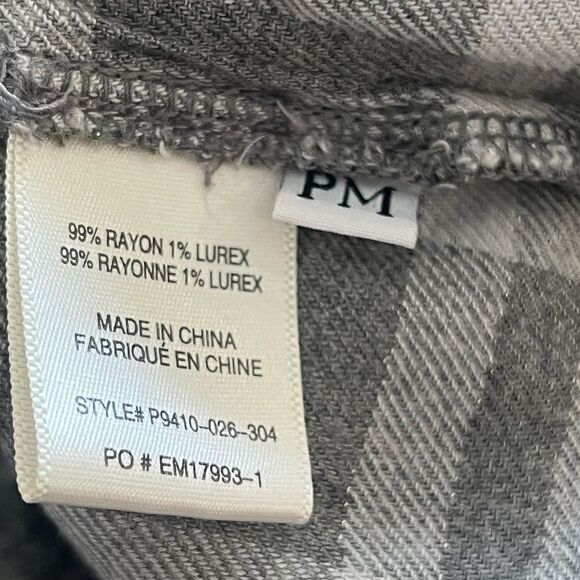 PM
99% RAYON 1% LUREX
99% RAYONNE 1% LUREX
MADE IN CHINA
FABRIQUÉ EN CHINE
STYLE# P9410-026-304
PO # EM17993-1